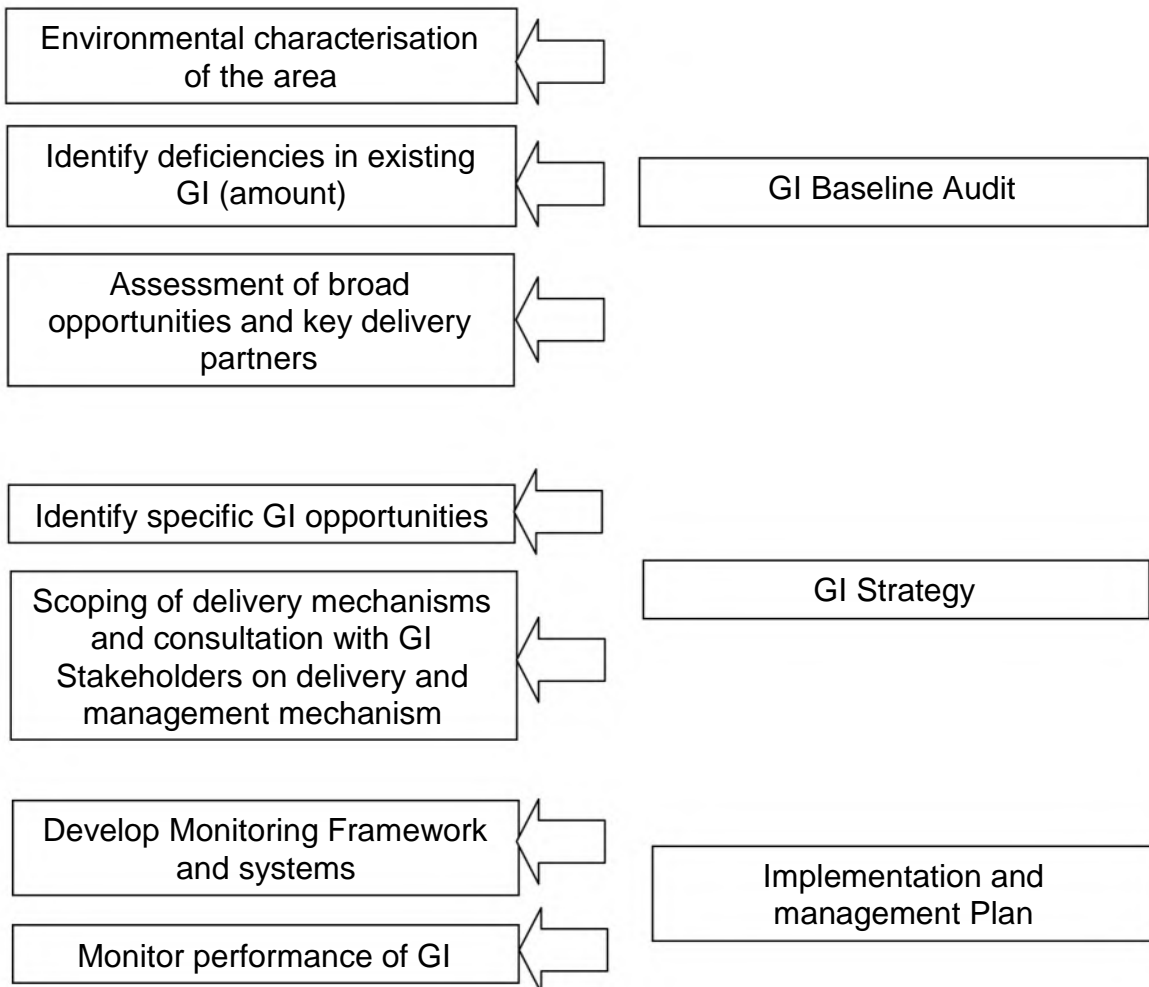 Environmental characterisation
of the area
Identify deficiencies in existing
GI (amount)
GI Baseline Audit
Assessment of broad
opportunities and key delivery
partners
Identify specific GI opportunities
Scoping of delivery mechanisms
and consultation with GI
Stakeholders on delivery and
management mechanism
GI Strategy
Develop Monitoring Framework
and systems
Implementation and
management Plan
Monitor performance of GI